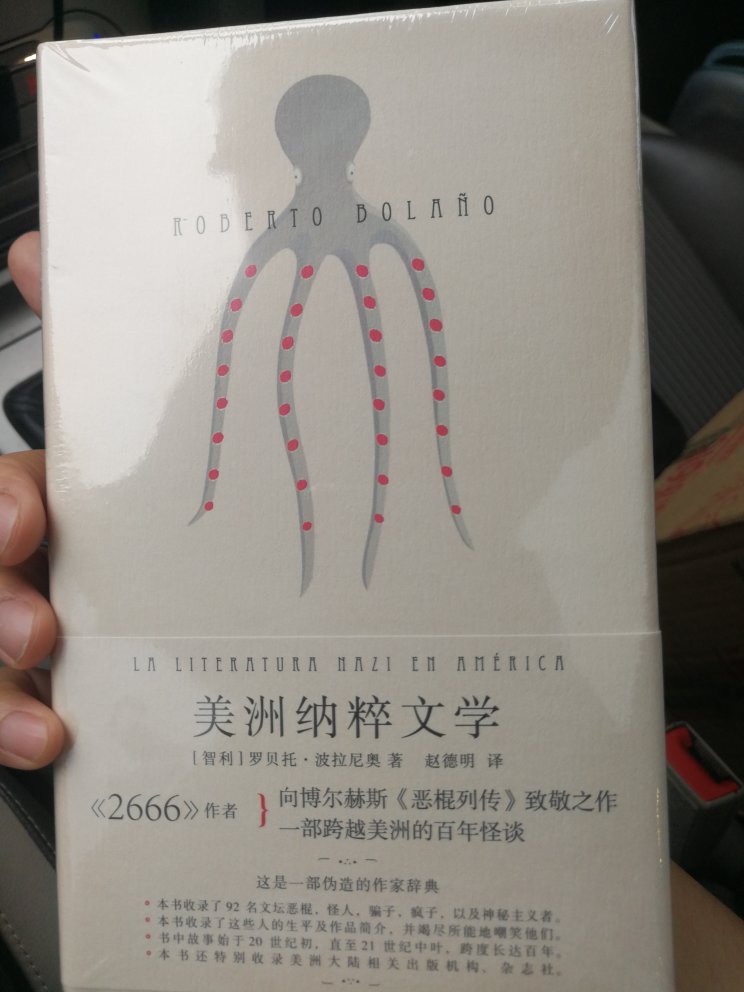 ROBERTO BOLAÑO
LA LITERATURA NAZI EN AMÉRICA
美洲纳粹文学
［智利］罗贝托·波拉尼奥 著 赵德明 译
《2666》作者
向博尔赫斯《恶棍列传》致敬之作
一部跨越美洲的百年怪谈
这是一部伪造的作家辞典
本书收录了 92 名文坛恶棍、怪人、骗子、疯子，以及神秘主义者。
本书收录了这些人的生平及作品简介，并竭尽所能地嘲笑他们。
书中故事始于 20 世纪初，直至 21 世纪中叶，跨度长达百年。
本书还特别收录美洲大陆相关出版机构、杂志社。